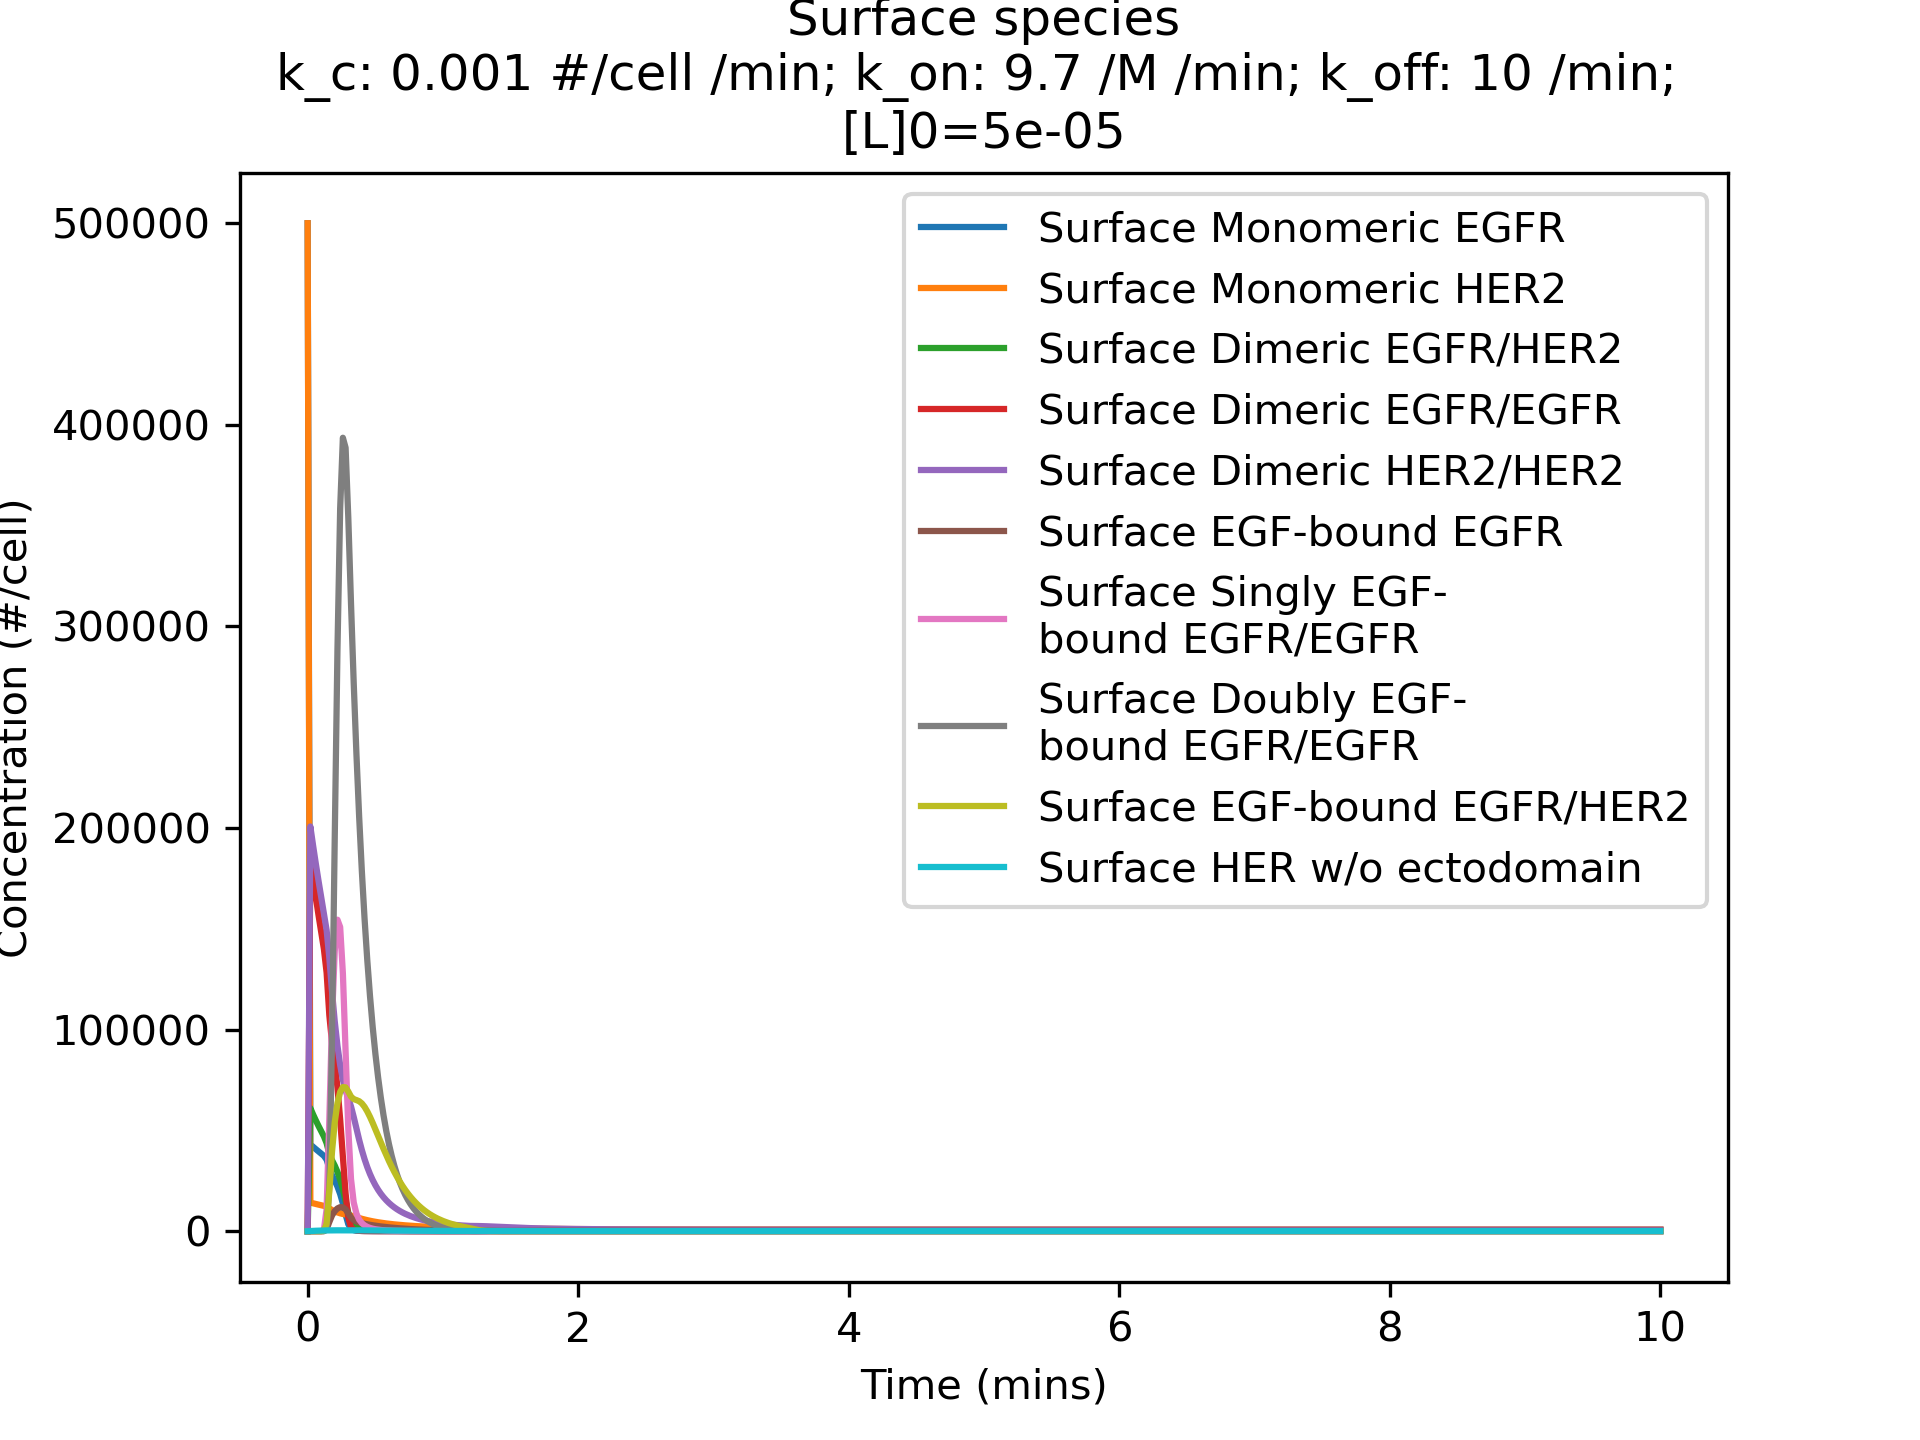 Surface species
k_c: 0.001 #/cell /min; k_on: 9.7 /M /min; k_off: 10 /min;
[L]0=5e-05
500000
400000
300000
200000
100000
0
Concentration (#/cell)
Surface Monomeric EGFR
Surface Monomeric HER2
Surface Dimeric EGFR/HER2
Surface Dimeric EGFR/EGFR
Surface Dimeric HER2/HER2
Surface EGF-bound EGFR
Surface Singly EGF-
bound EGFR/EGFR
Surface Doubly EGF-
bound EGFR/EGFR
Surface EGF-bound EGFR/HER2
Surface HER w/o ectodomain
0 2 4 6 8 10
Time (mins)